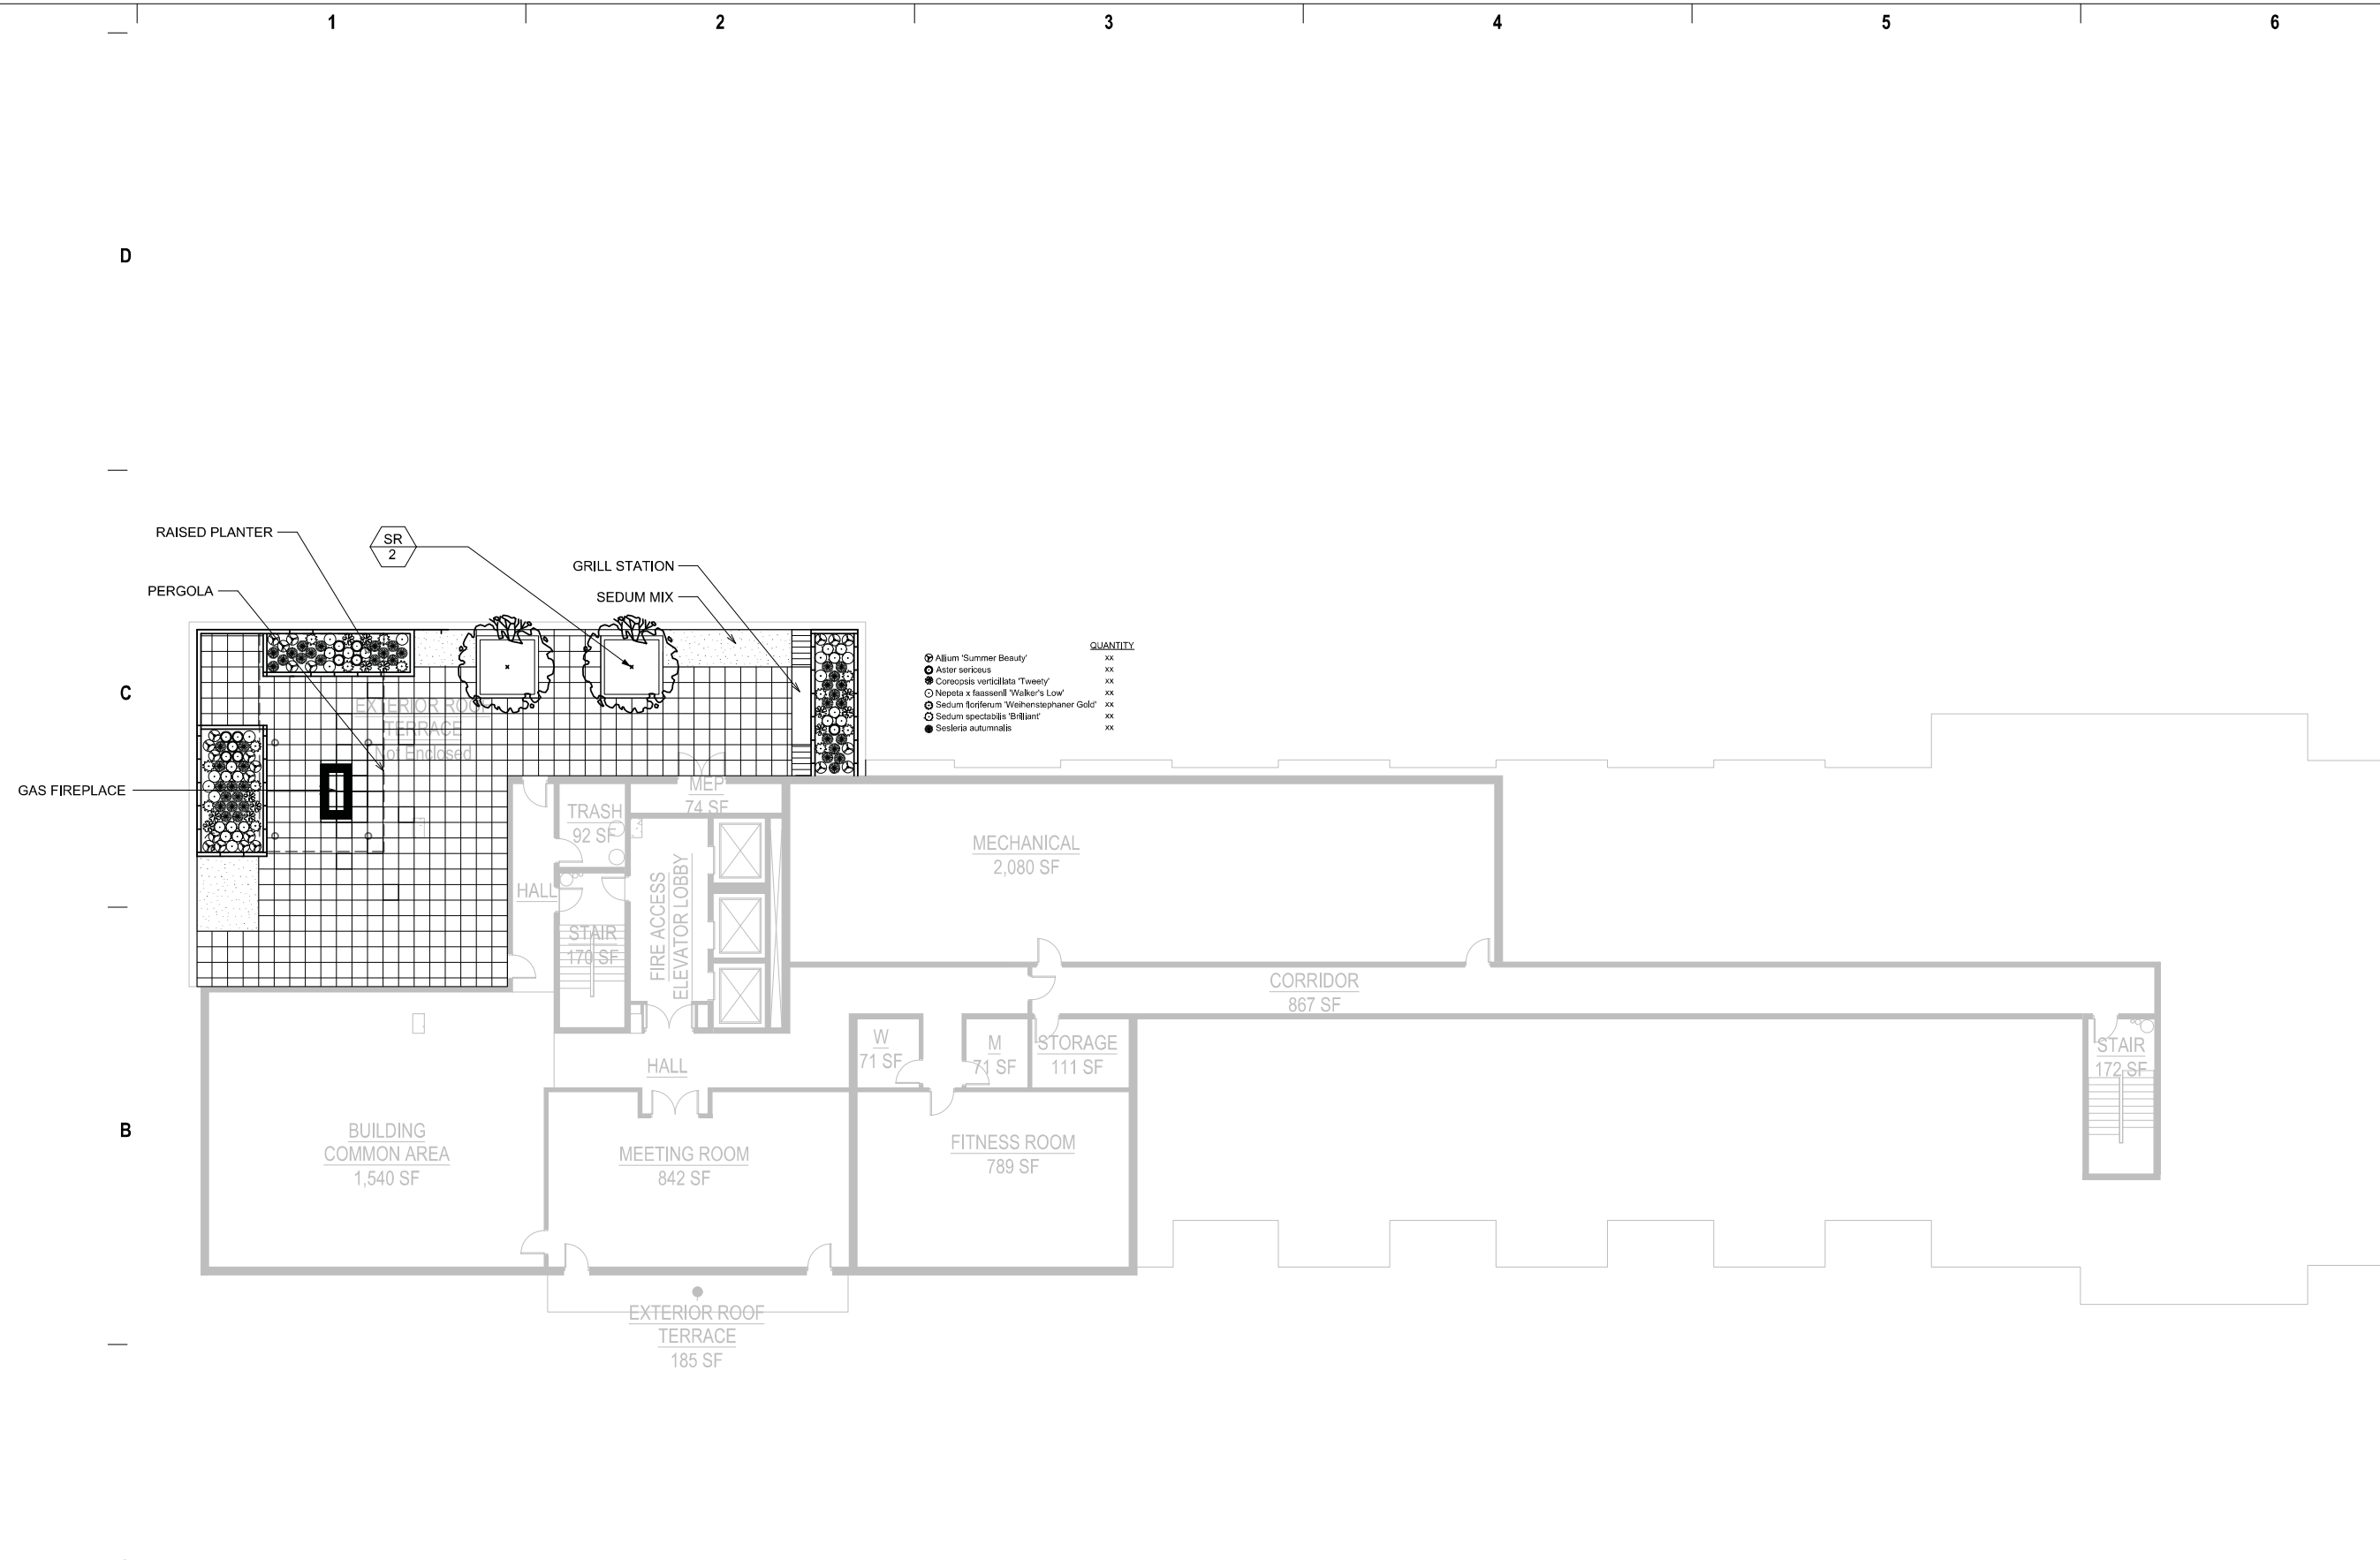 1 2 3 4 5 6
D
RAISED PLANTER
SR
2
GRILL STATION
PERGOLA
SEDUM MIX
QUANTITY
Allium 'Summer Beauty' xx
Aster sericeus xx
Coreopsis verticillata 'Tweety' xx
Nepeta x faassenii 'Walker's Low' xx
Sedum floriferum 'Weihenstephaner Gold' xx
Sedum spectabilis 'Brilliant' xx
Sesleria autumnalis xx
C
EXTERIOR ROOF
TERRACE
Not Enclosed
GAS FIREPLACE
MEP
74 SF
TRASH
92 SF
MECHANICAL
2,080 SF
HALL
FIRE ACCESS
ELEVATOR LOBBY
STAIR
170 SF
CORRIDOR
867 SF
W
71 SF
M
71 SF
STORAGE
111 SF
STAIR
172 SF
HALL
B
BUILDING
COMMON AREA
1,540 SF
MEETING ROOM
842 SF
FITNESS ROOM
789 SF
EXTERIOR ROOF
TERRACE
185 SF